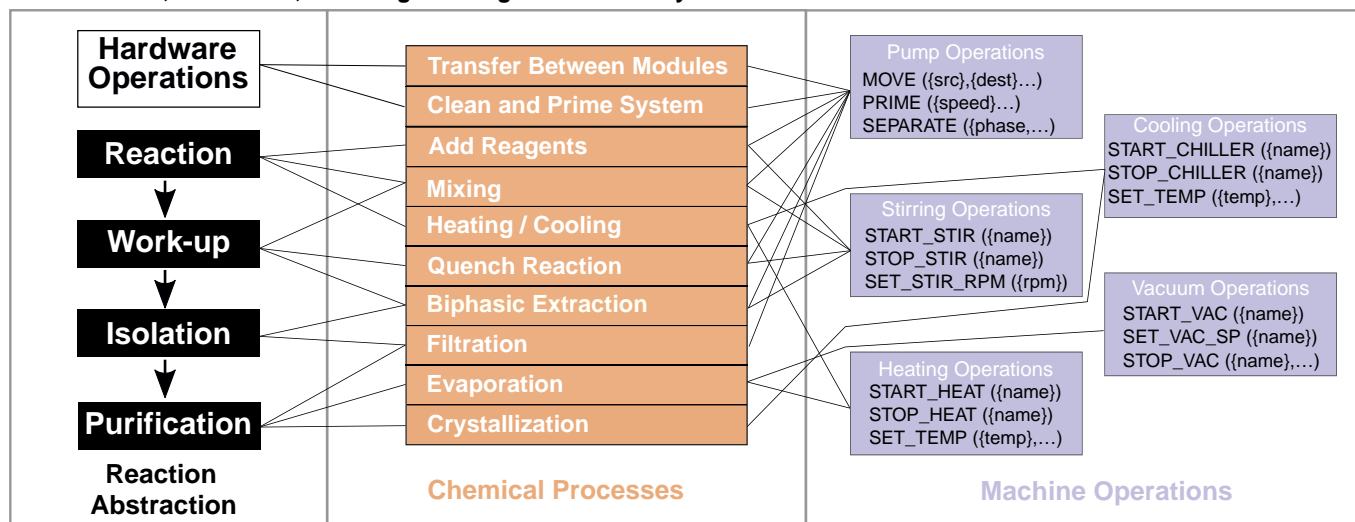 Hardware
Operations
Reaction
Work-up
Isolation
Purification
Reaction
Abstraction
Transfer Between Modules
Clean and Prime System
Add Reagents
Mixing
Heating / Cooling
Quench Reaction
Biphasic Extraction
Filtration
Evaporation
Crystallization
Chemical Processes
Pump Operations
MOVE ({src},{dest}…)
PRIME ({speed}…)
SEPARATE ({phase,…)
Cooling Operations
START_CHILLER ({name})
STOP_CHILLER ({name})
SET_TEMP ({temp},…)
Stirring Operations
START_STIR ({name})
STOP_STIR ({name})
SET_STIR_RPM ({rpm})
Vacuum Operations
START_VAC ({name})
SET_VAC_SP ({name})
STOP_VAC ({name},…)
Heating Operations
START_HEAT ({name})
STOP_HEAT ({name})
SET_TEMP ({temp},…)
Machine Operations